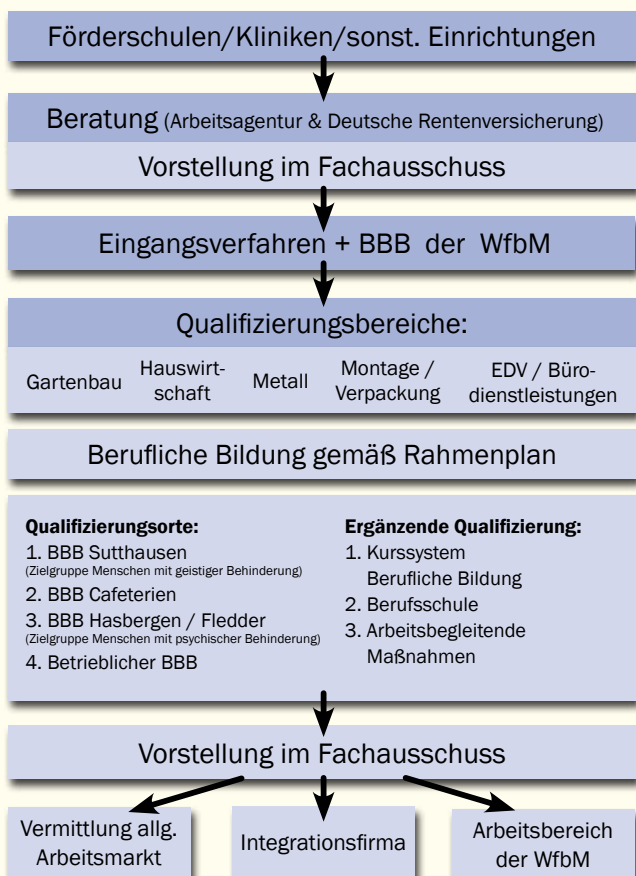 Förderschulen/Kliniken/sonst. Einrichtungen
Beratung (Arbeitsagentur & Deutsche Rentenversicherung)
Vorstellung im Fachausschuss
Eingangsverfahren + BBB der WfbM
Qualifizierungsbereiche:
Gartenbau
Hauswirt-
schaft
Metall
Montage /
Verpackung
EDV / Büro-
dienstleistungen
Berufliche Bildung gemäß Rahmenplan
Qualifizierungsorte:
1. BBB Sutthausen
(Zielgruppe Menschen mit geistiger Behinderung)
2. BBB Cafeterien
3. BBB Hasbergen / Fledder
(Zielgruppe Menschen mit psychischer Behinderung)
4. Betrieblicher BBB
Ergänzende Qualifizierung:
1. Kurssystem
Berufliche Bildung
2. Berufsschule
3. Arbeitsbegleitende
Maßnahmen
Vorstellung im Fachausschuss
Vermittlung allg.
Arbeitsmarkt
Integrationsfirma
Arbeitsbereich
der WfbM